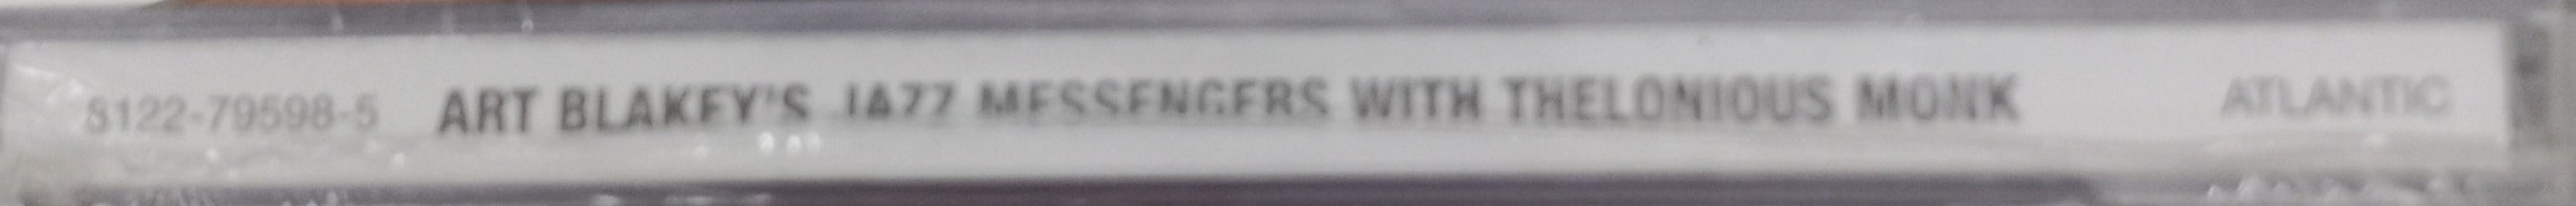 8122-79598-5 ART BLAKEY'S JAZZ MESSENGERS WITH THELONIOUS MONK ATLANTIC